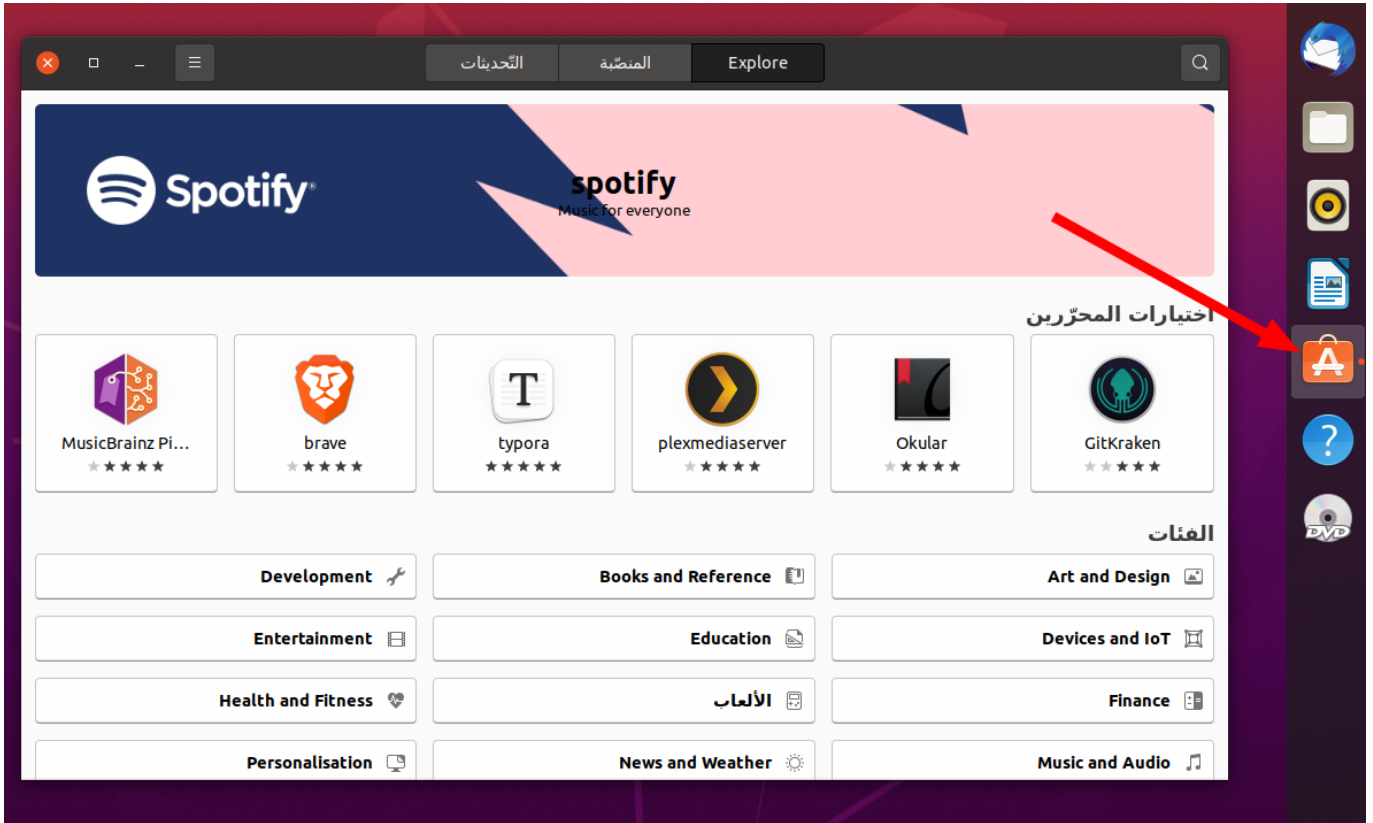 Explore
المنصّبة
التّحديثات
Spotify®
spotify
Music for everyone
اختيارات المحرّرين
GitKraken
Okular
plexmediaserver
typora
brave
MusicBrainz Pi...
الفئات
Art and Design
Books and Reference
Development
Devices and IoT
Education
Entertainment
Finance
الألعاب
Health and Fitness
Music and Audio
News and Weather
Personalisation
DVD